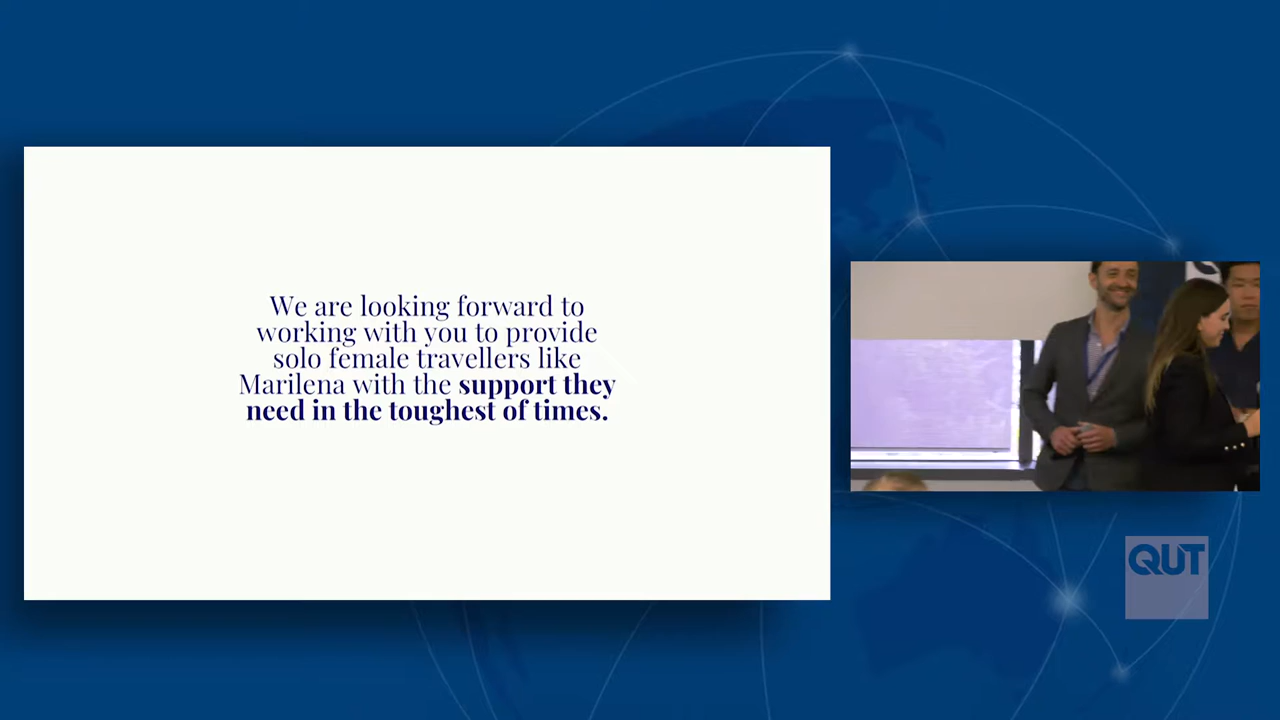 We are looking forward to
working with you to provide
solo female travellers like
Marilena with the support they
need in the toughest of times.
QUT